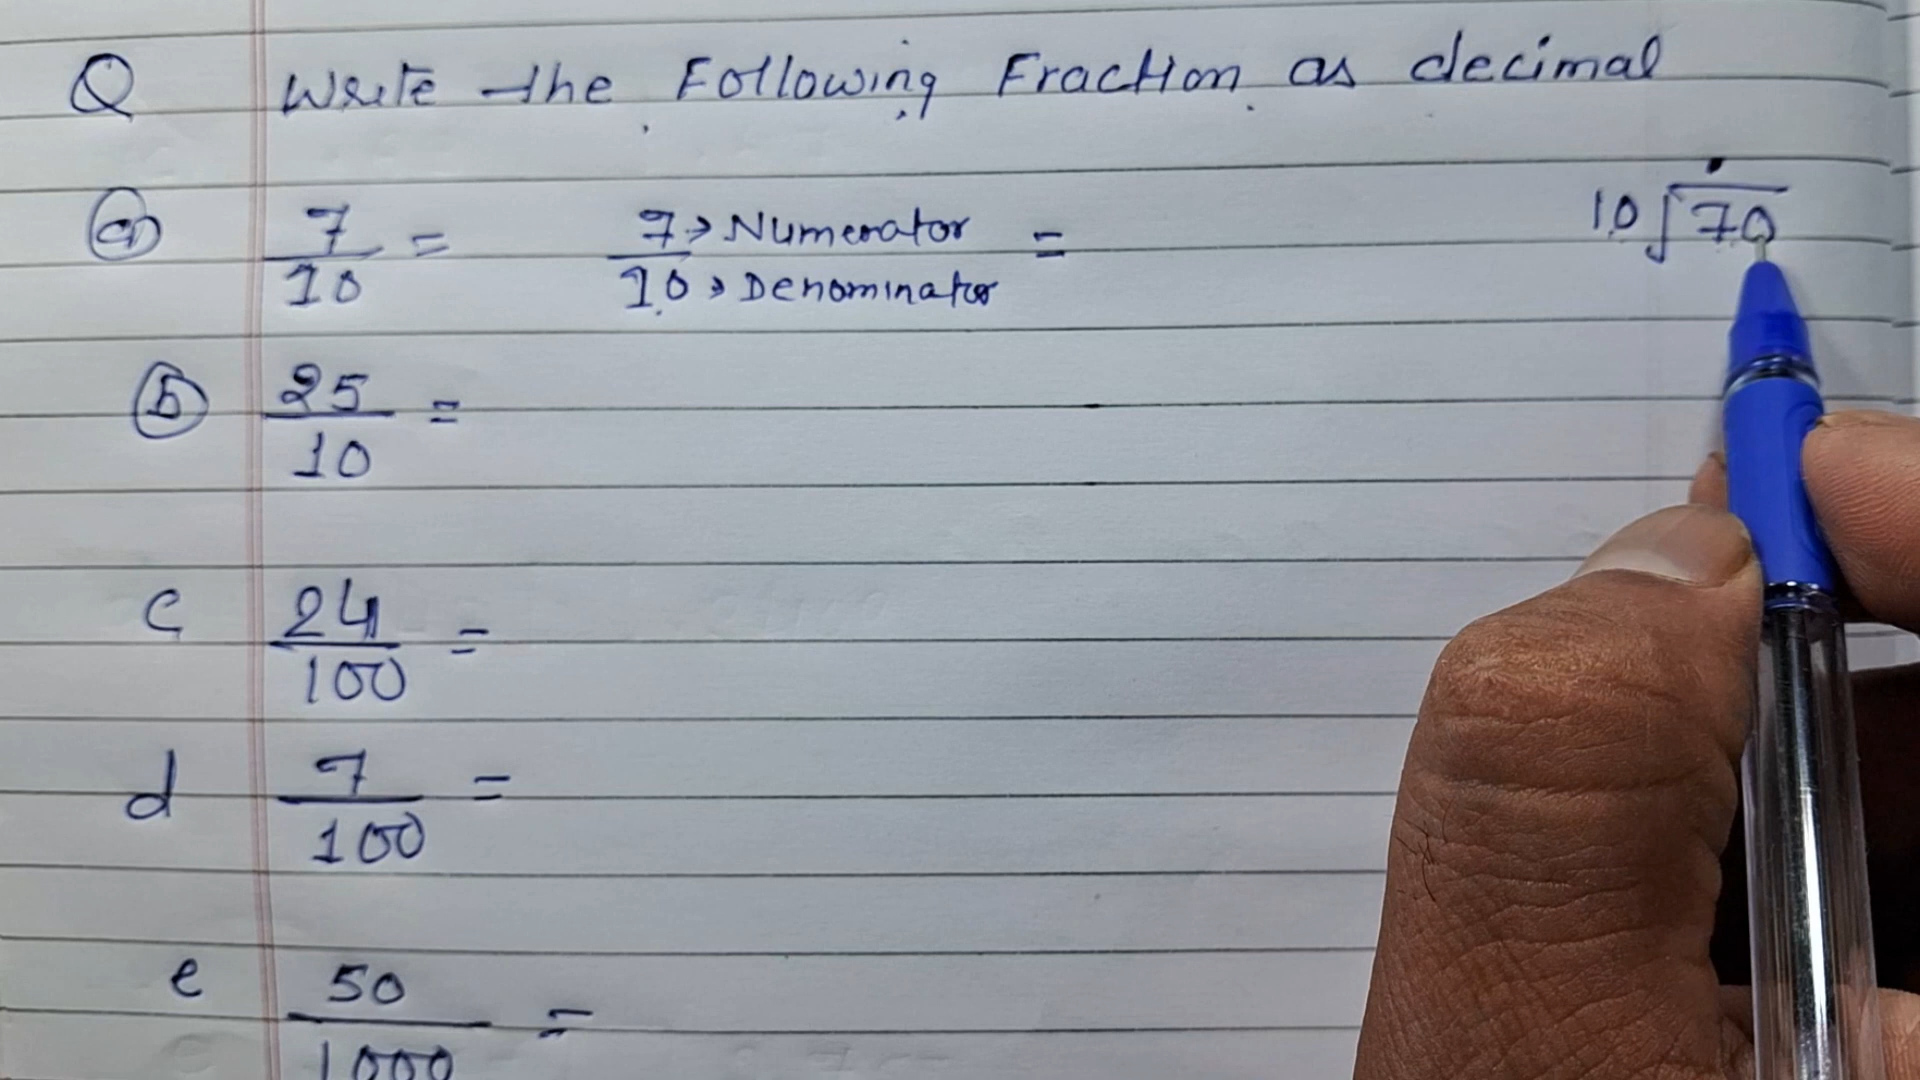 Q Write the Following Fraction as decimal
a 7/10 = 7 → Numerator / 10 → Denominator = 10 ) 70
b 25/10 =
c 24/100 =
d 7/100 =
e 50/1000 =